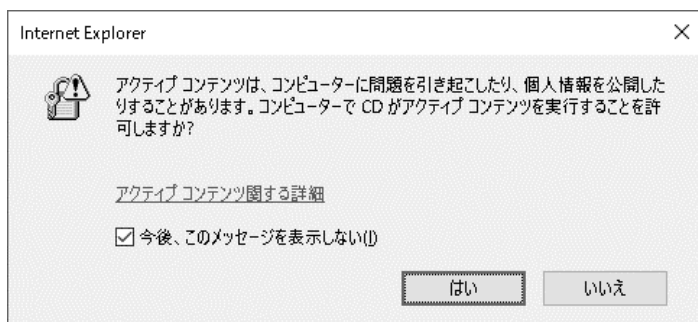 Internet Explorer
アクティブ コンテンツは、コンピューターに問題を引き起こしたり、個人情報を公開した
りすることがあります。コンピューターで CD がアクティブ コンテンツを実行することを許
可しますか?
アクティブ コンテンツ関する詳細
今後、このメッセージを表示しない(I)
はい
いいえ